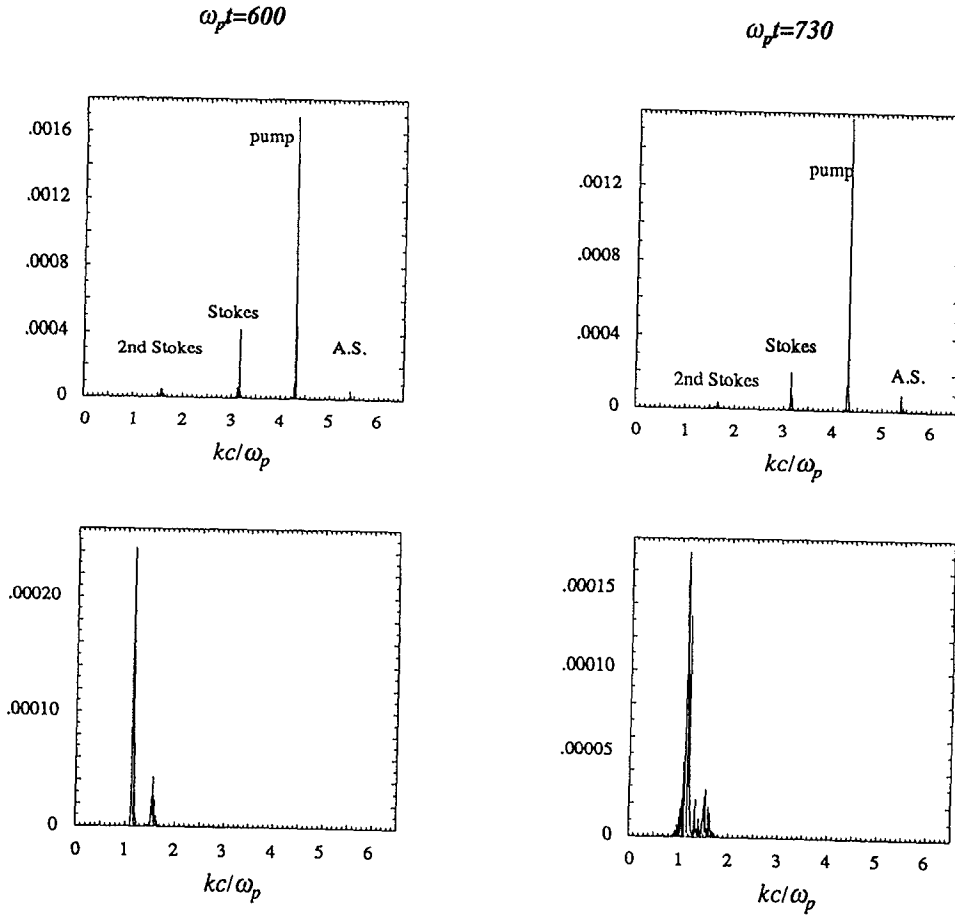 ωₚt=600
.0016
.0012
.0008
.0004
0
pump
Stokes
2nd Stokes
A.S.
0 1 2 3 4 5 6
kc/ωₚ
ωₚt=730
.0012
.0008
.0004
0
pump
Stokes
2nd Stokes
A.S.
0 1 2 3 4 5 6
kc/ωₚ
.00020
.00010
0
0 1 2 3 4 5 6
kc/ωₚ
.00015
.00010
.00005
0
0 1 2 3 4 5 6
kc/ωₚ